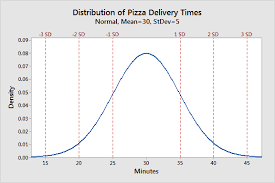 Distribution of Pizza Delivery Times
Normal, Mean=30, StDev=5
-3 SD -2 SD -1 SD 1 SD 2 SD 3 SD
0.09
0.08
0.07
0.06
0.05
0.04
0.03
0.02
0.01
0.00
Density
15 20 25 30 35 40 45
Minutes